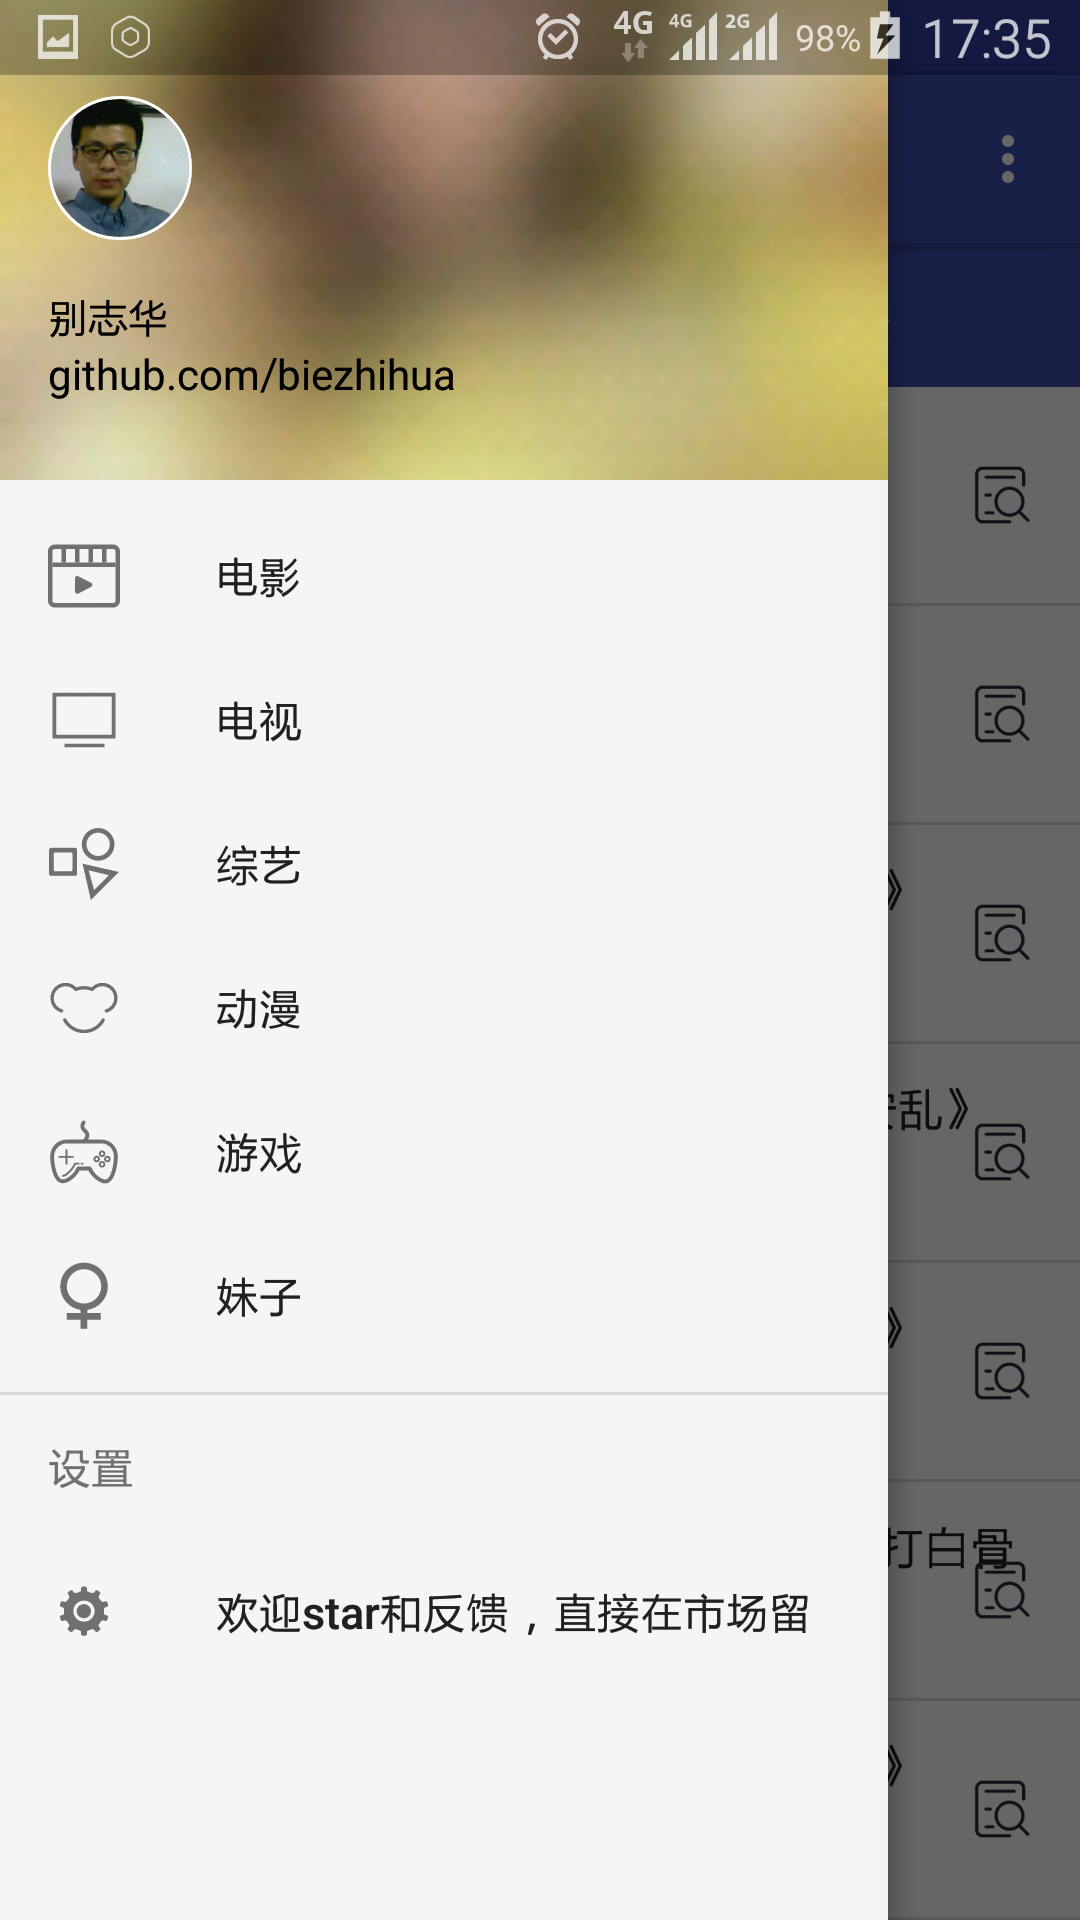 4G 4G 2G 98% 17:35
别志华
github.com/biezhihua
电影
电视
综艺
》
动漫
乱》
游戏
妹子
》
设置
打白骨
欢迎star和反馈，直接在市场留
》